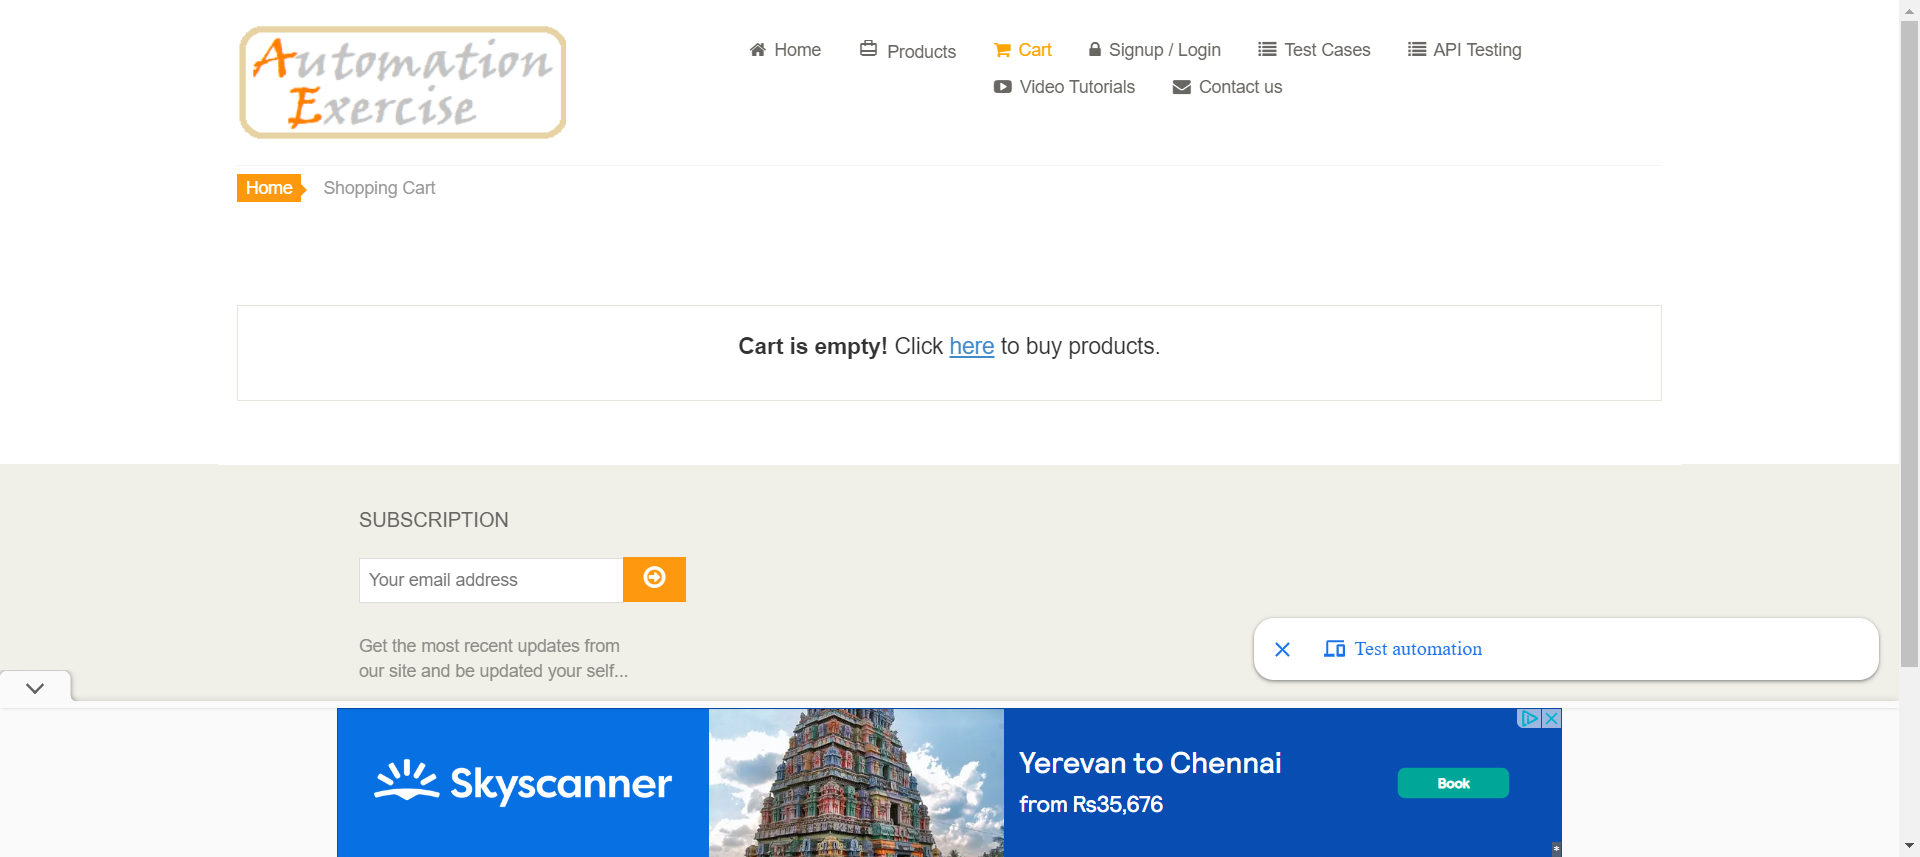 Automation
Exercise
Home
Products
Cart
Signup / Login
Test Cases
API Testing
Video Tutorials
Contact us
Home
Shopping Cart
Cart is empty! Click here to buy products.
SUBSCRIPTION
Your email address
Get the most recent updates from
our site and be updated your self...
Test automation
Skyscanner
Yerevan to Chennai
from Rs35,676
Book